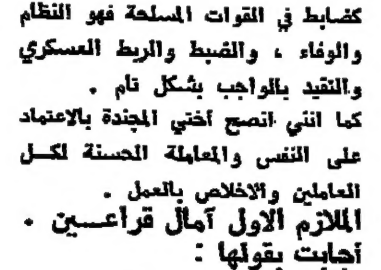 كضابط في القوات المسلحة فهو النظام
والوفاء ، والضبط والربط العسكري
والتقيد بالواجب بشكل تام .
كما انني انصح أختي المجندة بالاعتماد
على النفس والمعاملة الحسنة لكل
العاملين والاخلاص بالعمل .
الملازم الاول آمال قراعين .
أجابت بقولها :